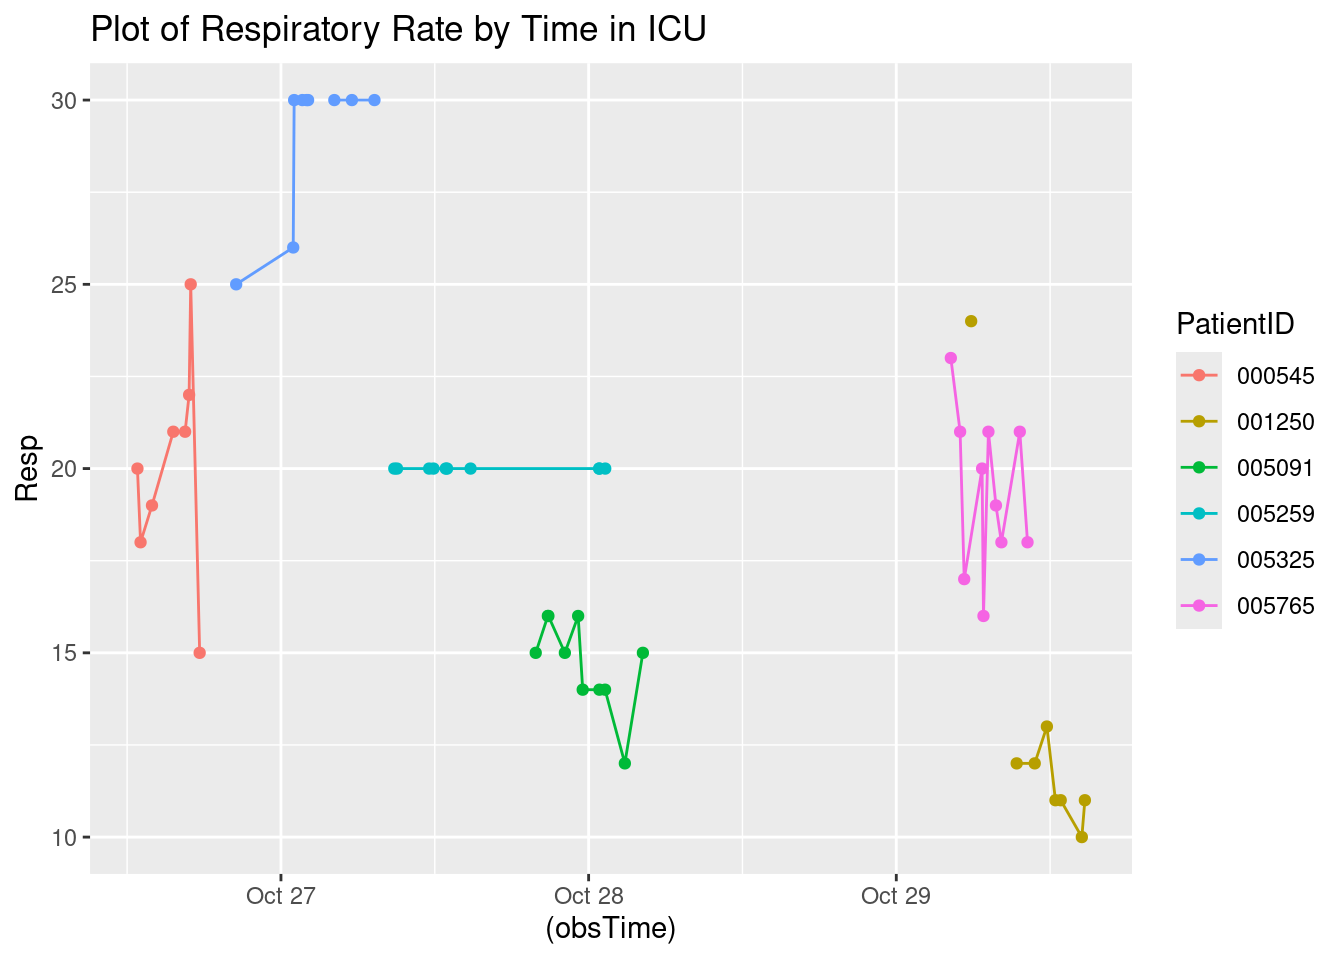 Plot of Respiratory Rate by Time in ICU
30
25
20
15
10
Resp
Oct 27
Oct 28
Oct 29
(obsTime)
PatientID
000545
001250
005091
005259
005325
005765